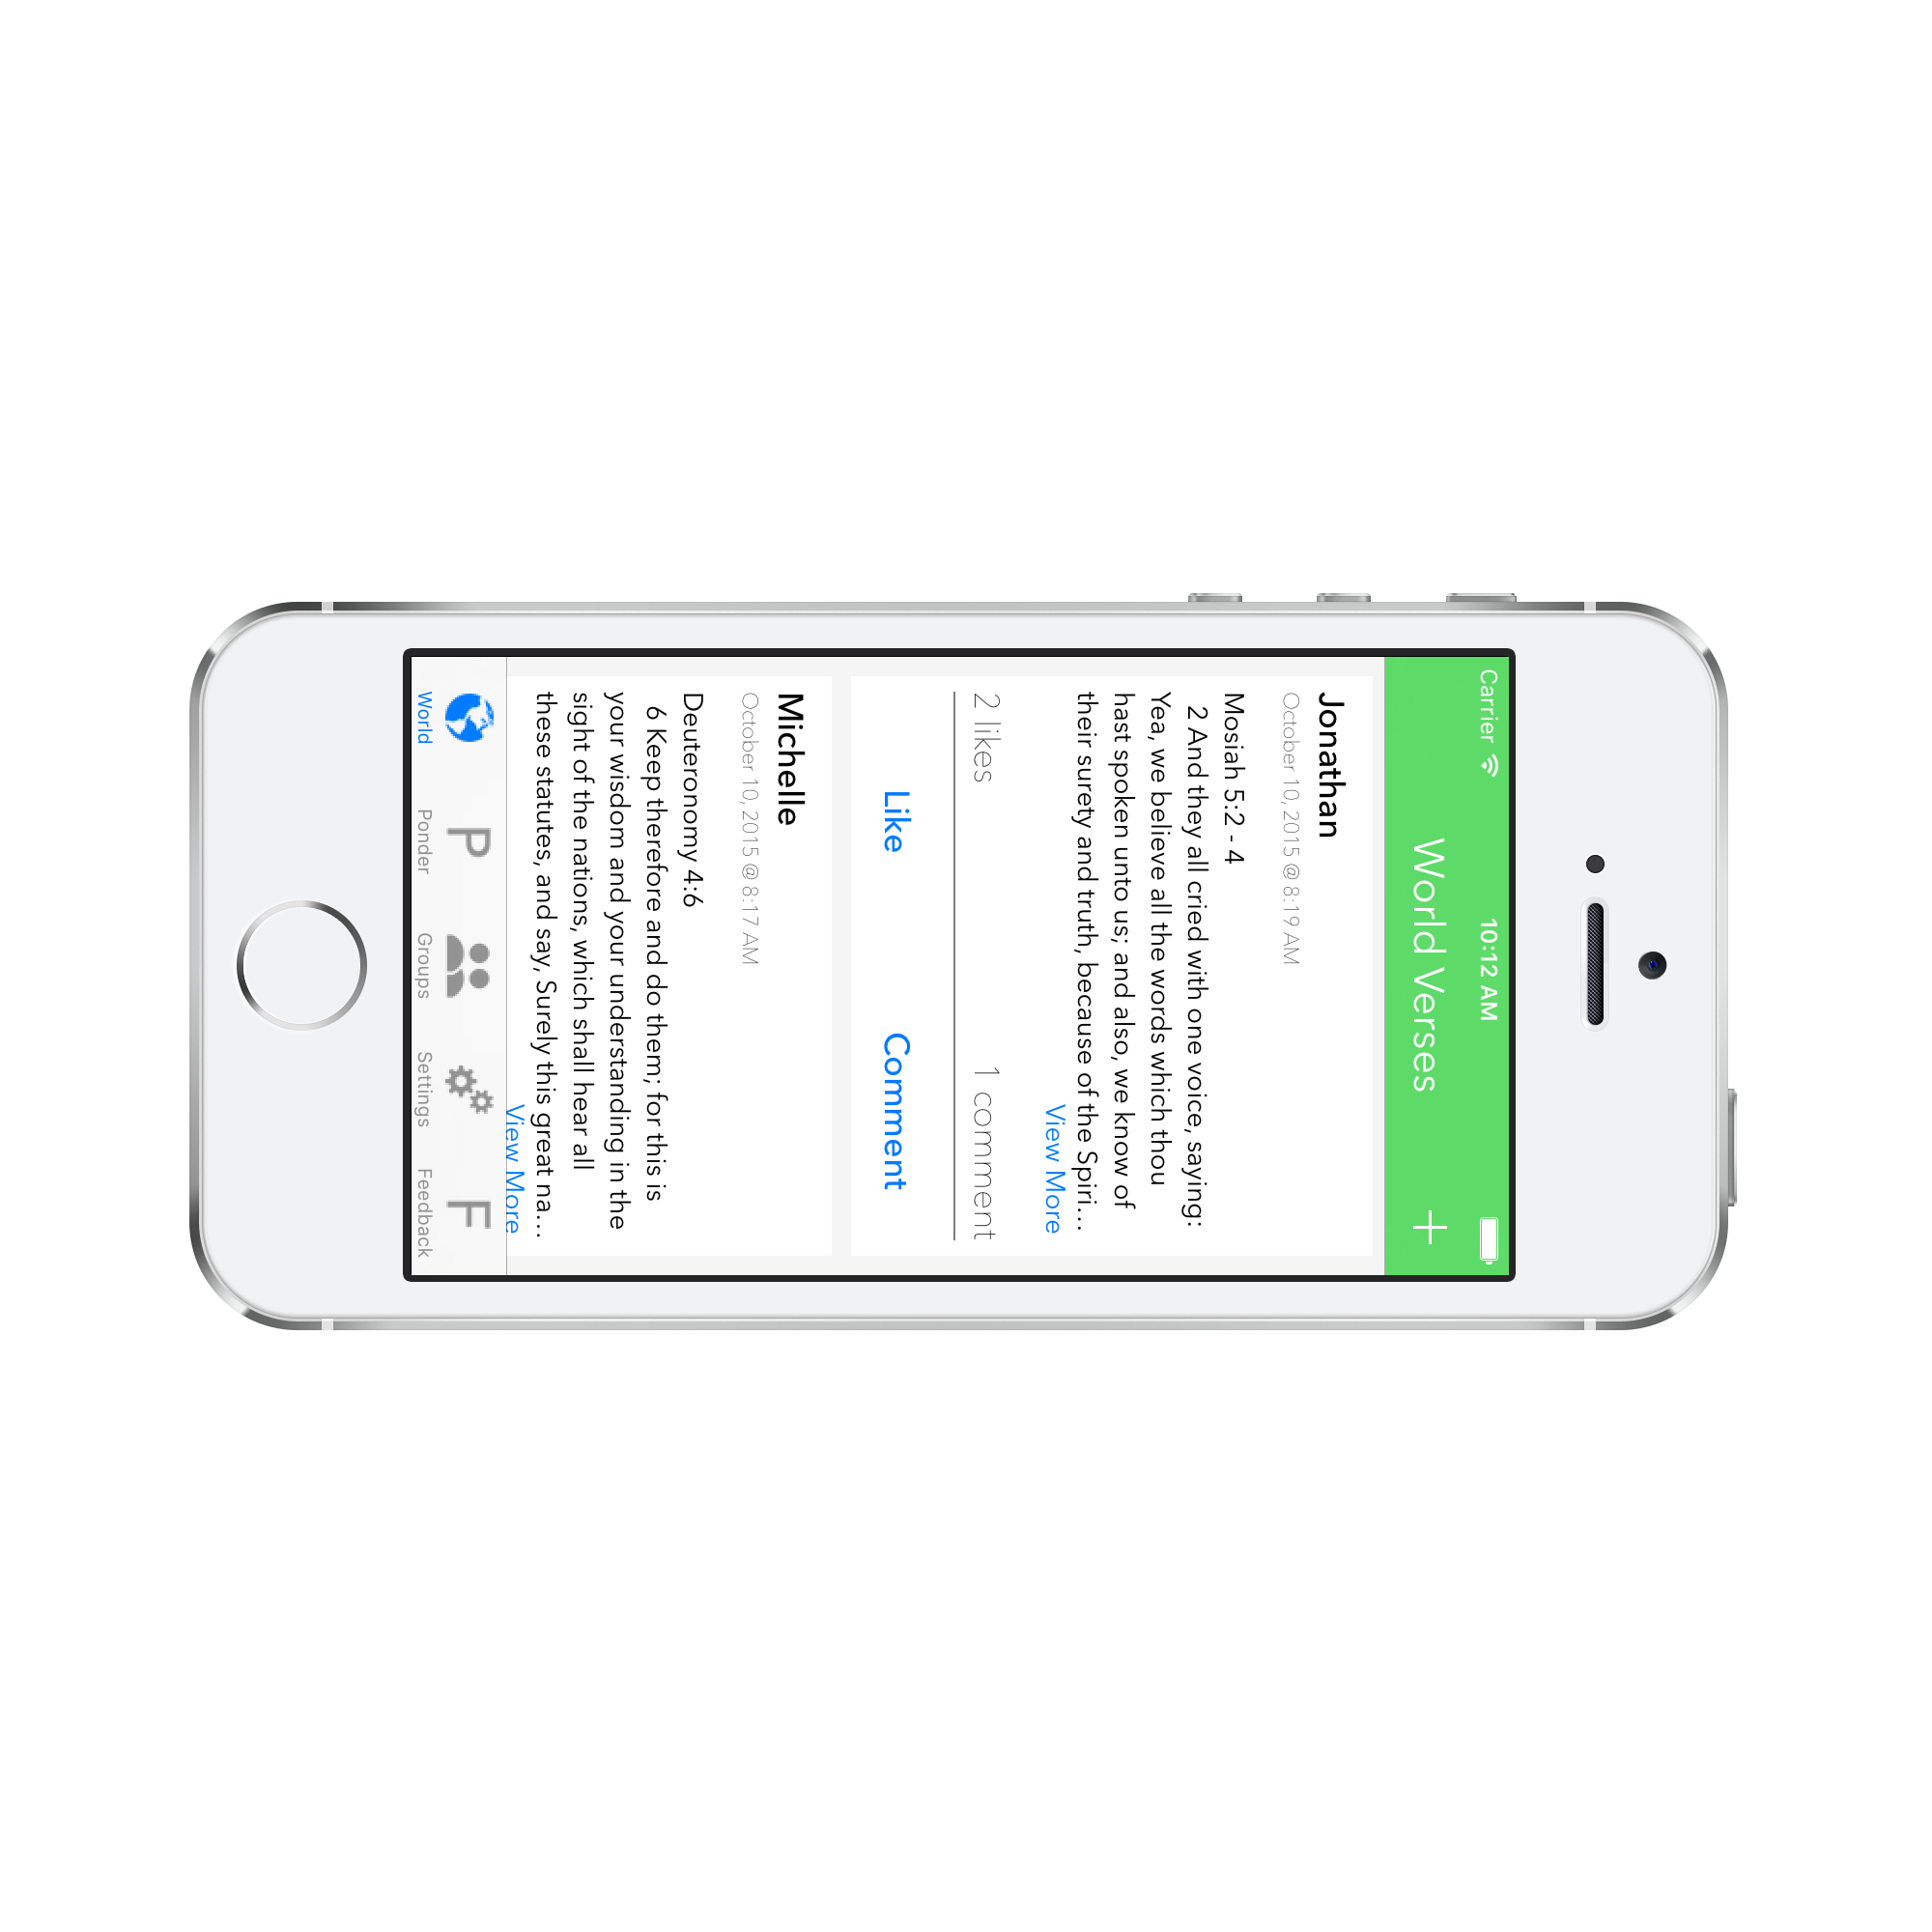 Carrier 10:12 AM
World Verses +
Jonathan
October 10, 2015 @ 8:19 AM
Mosiah 5:2 - 4
2 And they all cried with one voice, saying:
Yea, we believe all the words which thou
hast spoken unto us; and also, we know of
their surety and truth, because of the Spiri...
View More
2 likes 1 comment
Like Comment
Michelle
October 10, 2015 @ 8:17 AM
Deuteronomy 4:6
6 Keep therefore and do them; for this is
your wisdom and your understanding in the
sight of the nations, which shall hear all
these statutes, and say, Surely this great na...
View More
P F
World Ponder Groups Settings Feedback